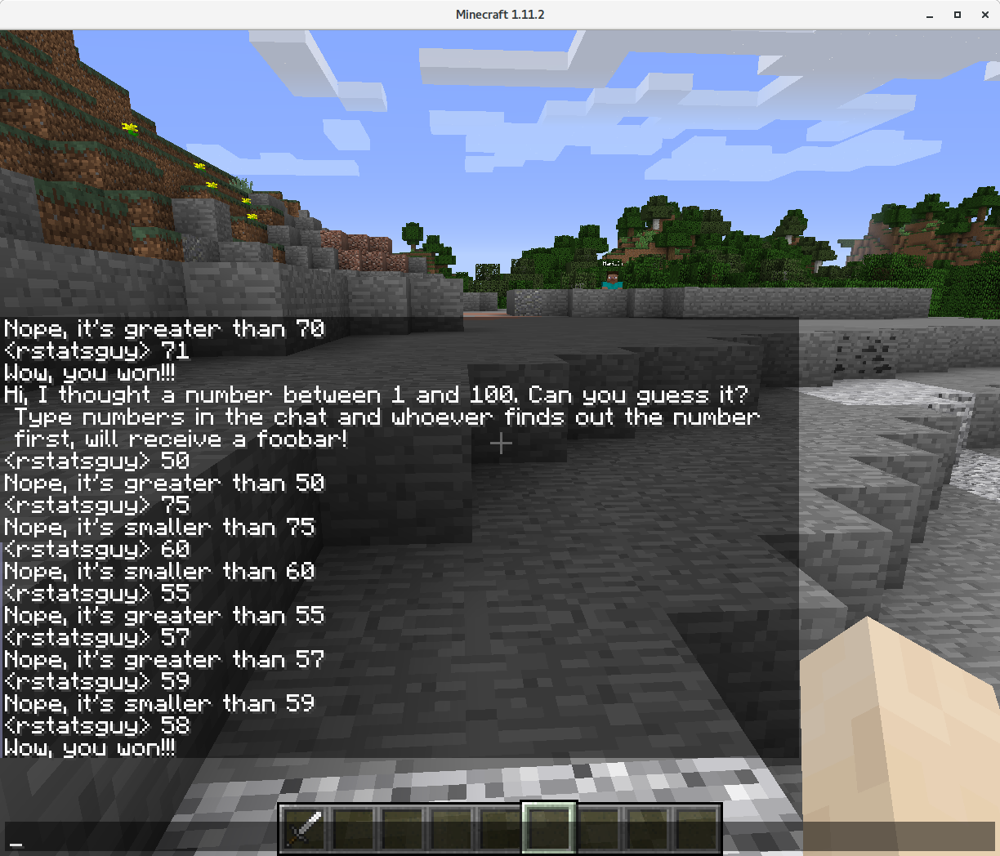 Minecraft 1.11.2
Nope, it's greater than 70
<rstatsguy> 71
Wow, you won!!!
Hi, I thought a number between 1 and 100. Can you guess it?
Type numbers in the chat and whoever finds out the number
first, will receive a foobar!
<rstatsguy> 50
Nope, it's greater than 50
<rstatsguy> 75
Nope, it's smaller than 75
<rstatsguy> 60
Nope, it's smaller than 60
<rstatsguy> 55
Nope, it's greater than 55
<rstatsguy> 57
Nope, it's greater than 57
<rstatsguy> 59
Nope, it's smaller than 59
<rstatsguy> 58
Wow, you won!!!
_